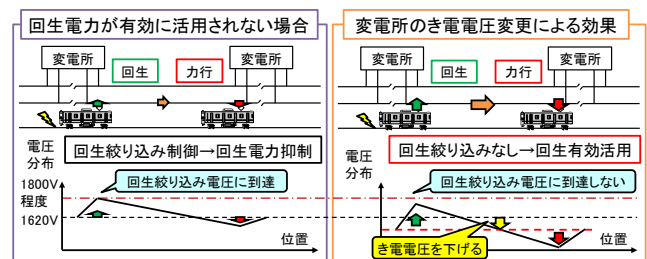 回生電力が有効に活用されない場合
変電所
変電所
回生
力行
電圧
分布
回生絞り込み制御→回生電力抑制
1800V
程度
1620V
回生絞り込み電圧に到達
位置
変電所のき電電圧変更による効果
変電所
変電所
回生
力行
電圧
分布
回生絞り込みなし→回生有効活用
回生絞り込み電圧に到達しない
き電電圧を下げる
位置